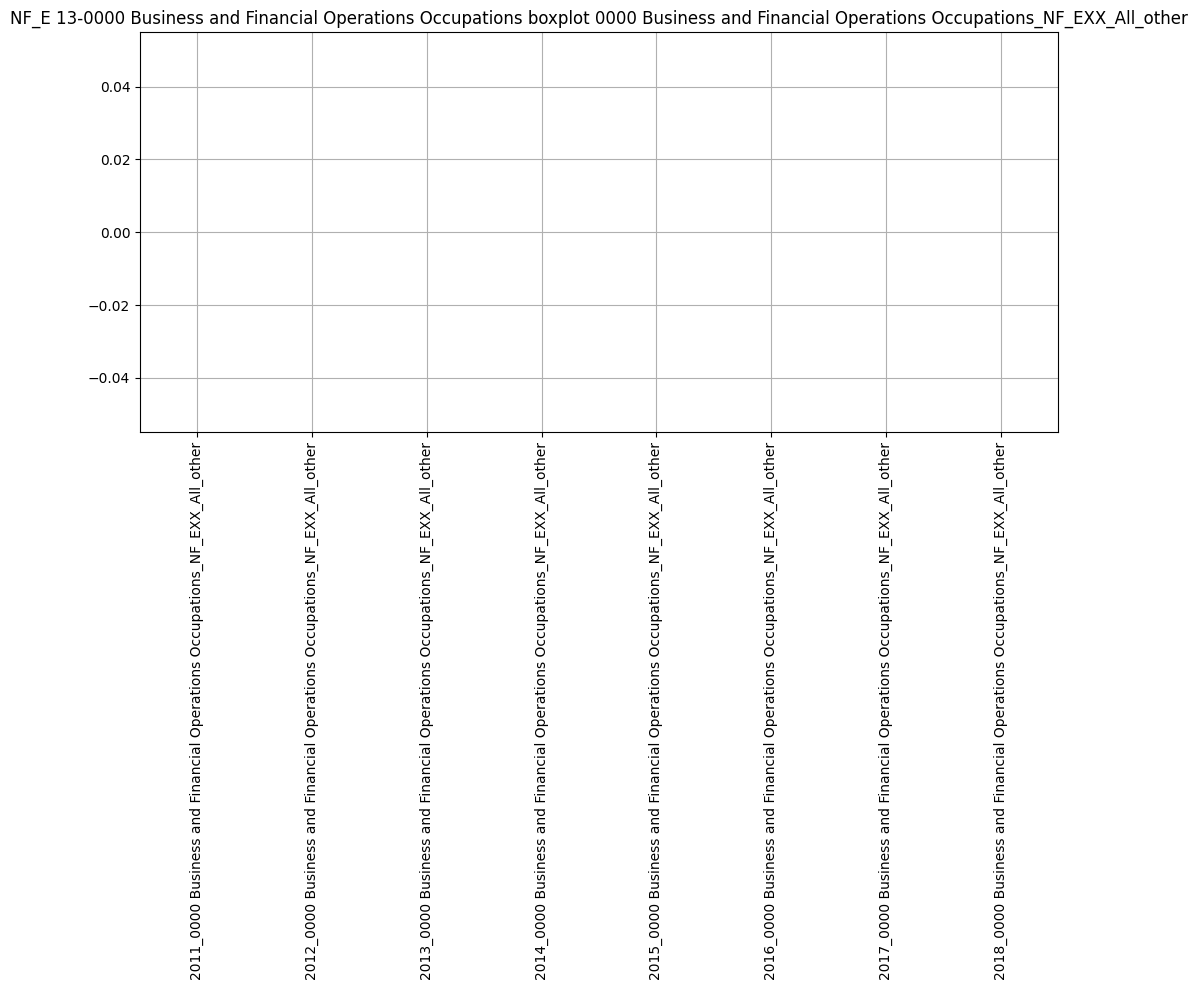 NF_E 13-0000 Business and Financial Operations Occupations boxplot 0000 Business and Financial Operations Occupations_NF_EXX_All_other
0.04
0.02
0.00
−0.02
−0.04
2011_0000 Business and Financial Operations Occupations_NF_EXX_All_other
2012_0000 Business and Financial Operations Occupations_NF_EXX_All_other
2013_0000 Business and Financial Operations Occupations_NF_EXX_All_other
2014_0000 Business and Financial Operations Occupations_NF_EXX_All_other
2015_0000 Business and Financial Operations Occupations_NF_EXX_All_other
2016_0000 Business and Financial Operations Occupations_NF_EXX_All_other
2017_0000 Business and Financial Operations Occupations_NF_EXX_All_other
2018_0000 Business and Financial Operations Occupations_NF_EXX_All_other